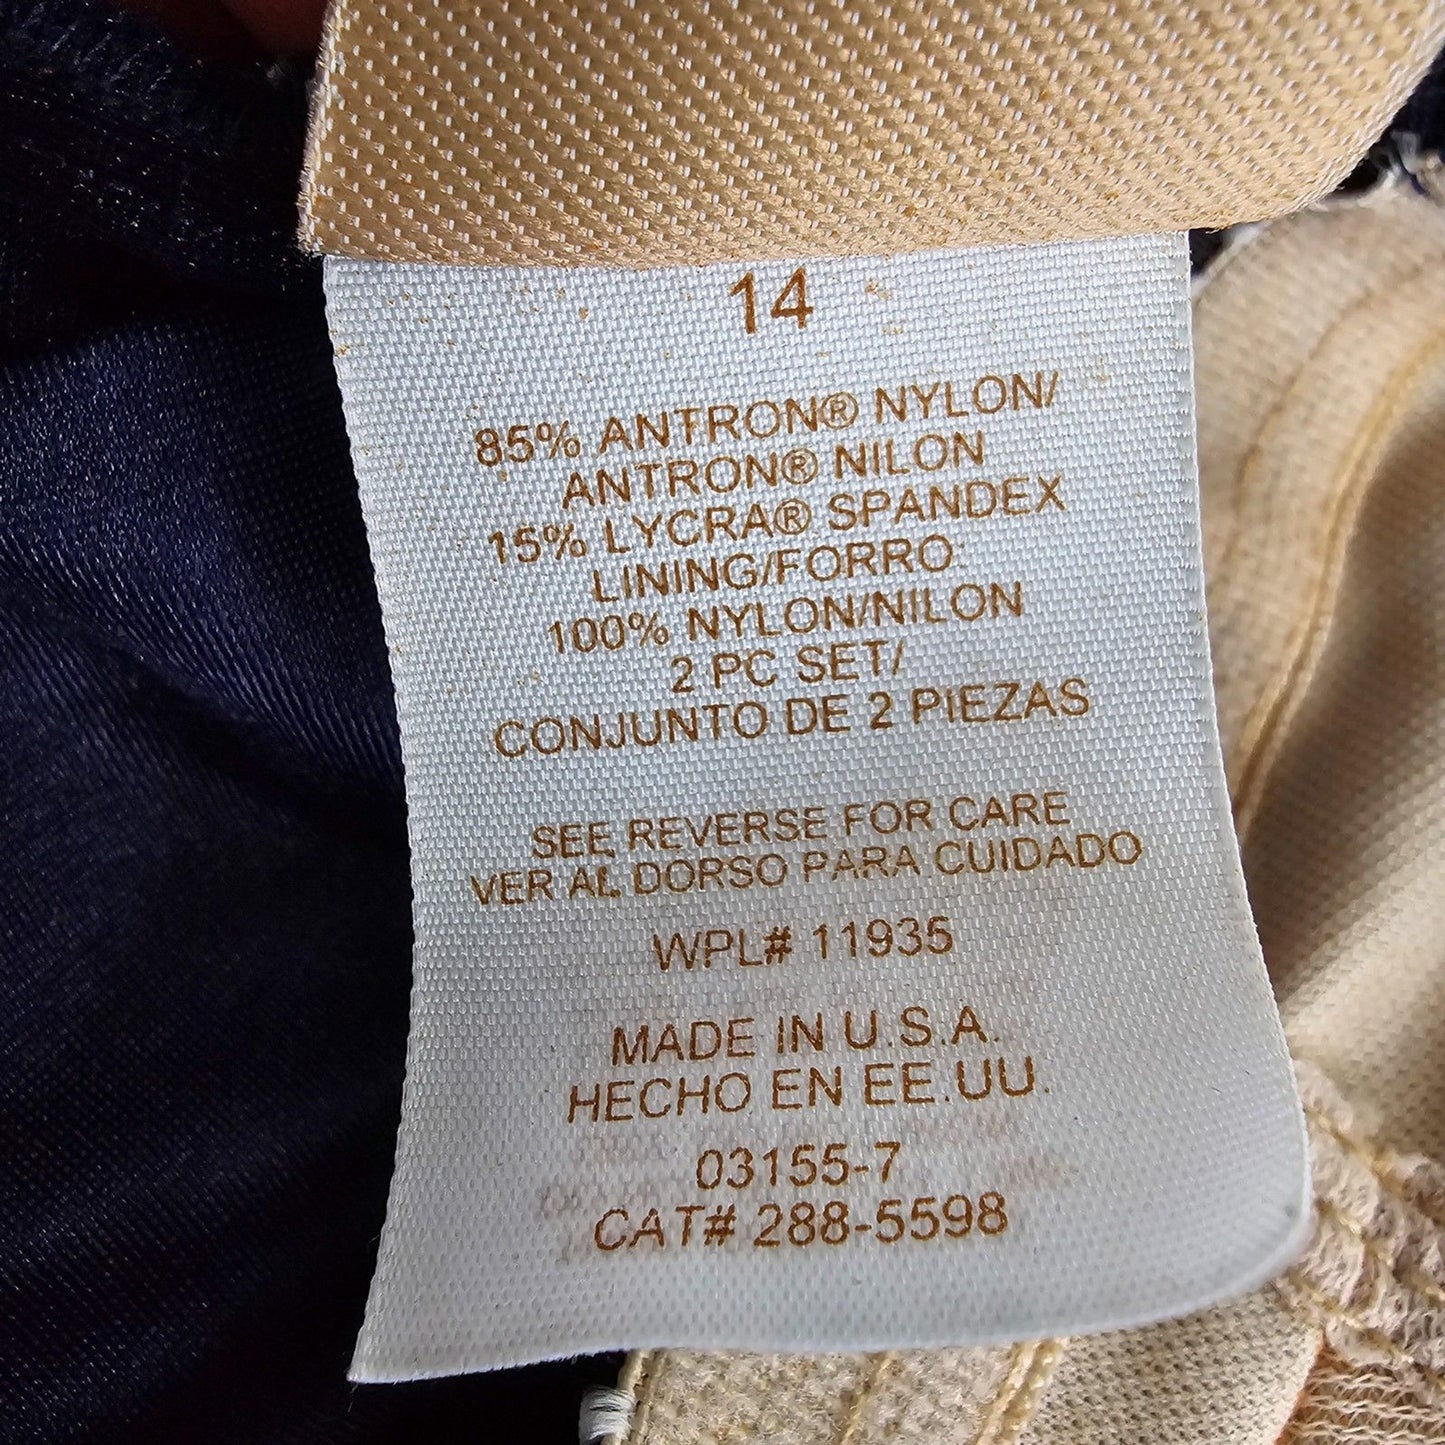 14
85% ANTRON® NYLON/
ANTRON® NILON
15% LYCRA® SPANDEX
LINING/FORRO
100% NYLON/NILON
2 PC SET/
CONJUNTO DE 2 PIEZAS
SEE REVERSE FOR CARE
VER AL DORSO PARA CUIDADO
WPL# 11935
MADE IN U.S.A.
HECHO EN EE.UU.
03155-7
CAT# 288-5598